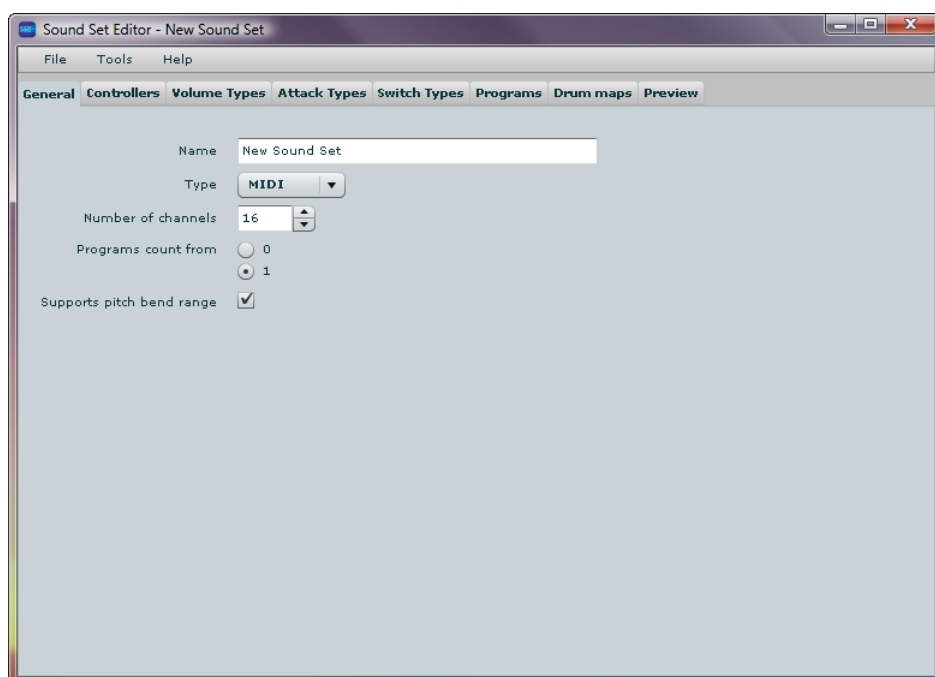 Sound Set Editor - New Sound Set
File Tools Help
General Controllers Volume Types Attack Types Switch Types Programs Drum maps Preview
Name New Sound Set
Type MIDI
Number of channels 16
Programs count from 0
1
Supports pitch bend range